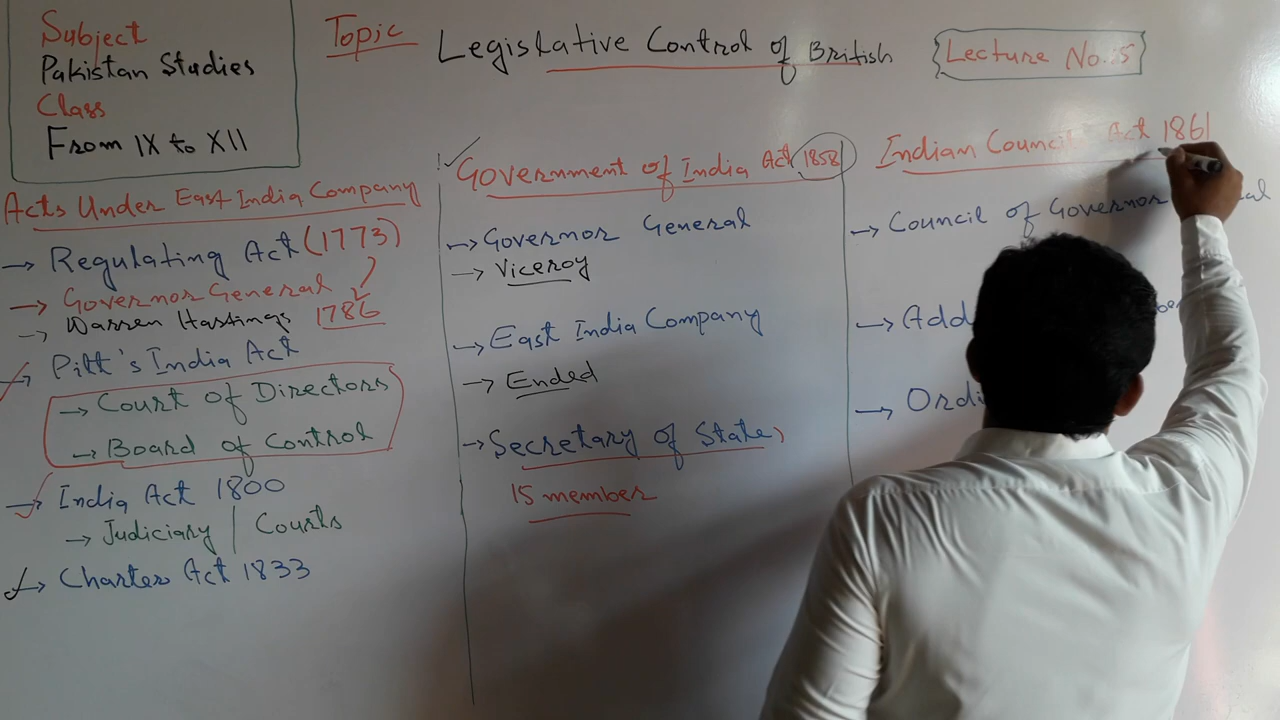 Subject
Pakistan Studies
Class
From IX to XII
Topic Legislative Control of British
Lecture No.:5
Acts Under East India Company
→ Regulating Act (1773)
→ Governor General
→ Warren Hastings 1786
→ Pitt's India Act
→ Court of Directors
→ Board of Control
→ India Act 1800
→ Judiciary | Courts
→ Charter Act 1833
Government of India Act 1858
→ Governor General
→ Viceroy
→ East India Company
→ Ended
→ Secretary of State
15 member
Indian Council Act 1861
→ Council of Governor
→ Add
→ Ordi